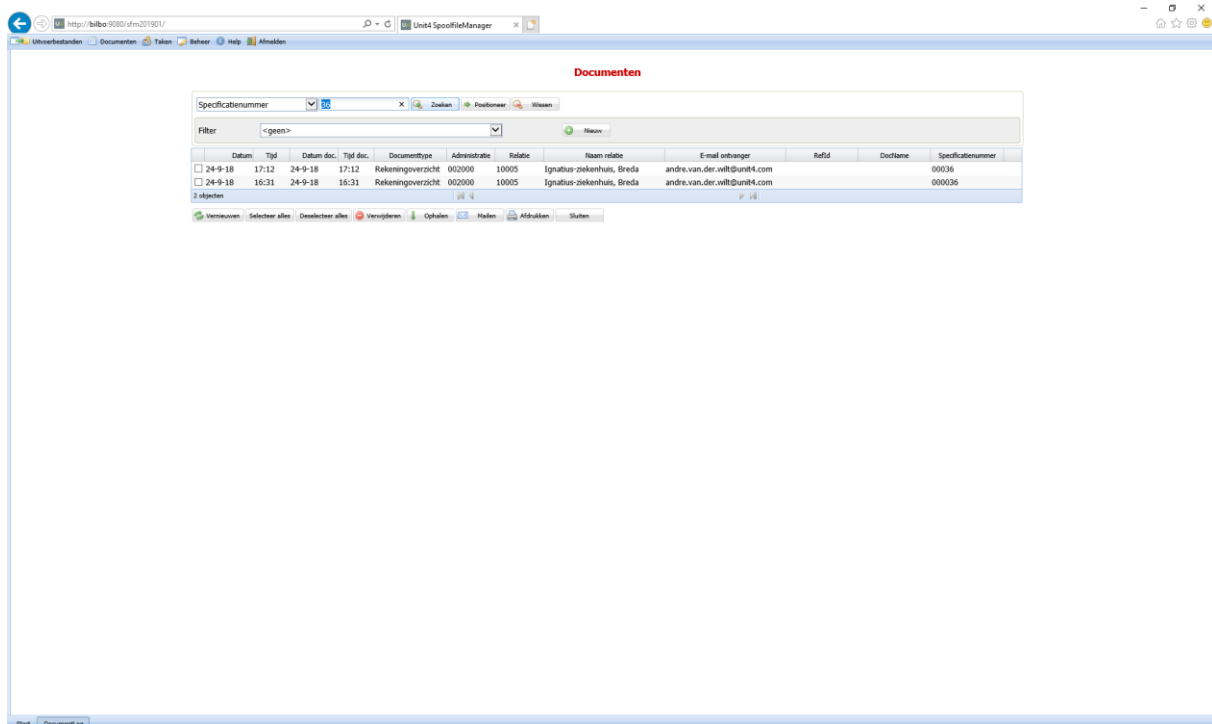 http://bilbo:9080/sfm201901/ Unit4 SpoolfileManager
Uitvoerbestanden Documenten Taken Beheer Help Afmelden
Documenten
Specificatienummer 36 Zoeken Positioneer Wissen
Filter <geen> Nieuw
Datum Tijd Datum doc. Tijd doc. Documenttype Administratie Relatie Naam relatie E-mail ontvanger RefId DocName Specificatienummer
24-9-18 17:12 24-9-18 17:12 Rekeningoverzicht 002000 10005 Ignatius-ziekenhuis, Breda andre.van.der.wilt@unit4.com 00036
24-9-18 16:31 24-9-18 16:31 Rekeningoverzicht 002000 10005 Ignatius-ziekenhuis, Breda andre.van.der.wilt@unit4.com 000036
2 objecten
Vernieuwen Selecteer alles Deselecteer alles Verwijderen Ophalen Mailen Afdrukken Sluiten
Start DocumentLog